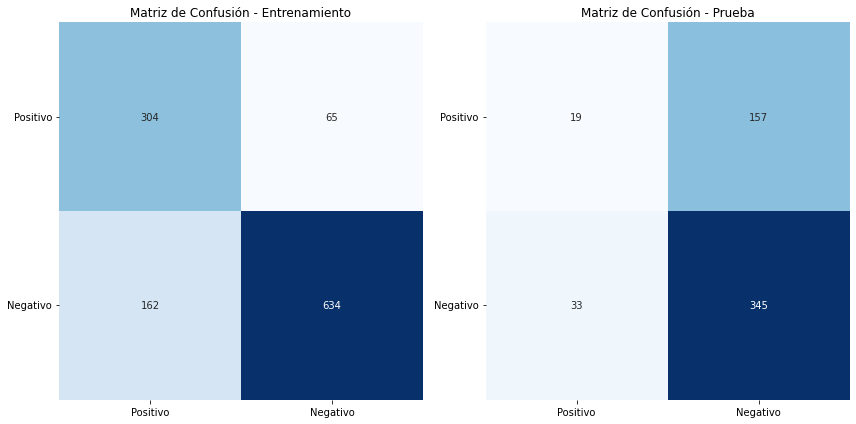 Matriz de Confusión - Entrenamiento
Positivo 304 65
Negativo 162 634
Positivo Negativo
Matriz de Confusión - Prueba
Positivo 19 157
Negativo 33 345
Positivo Negativo